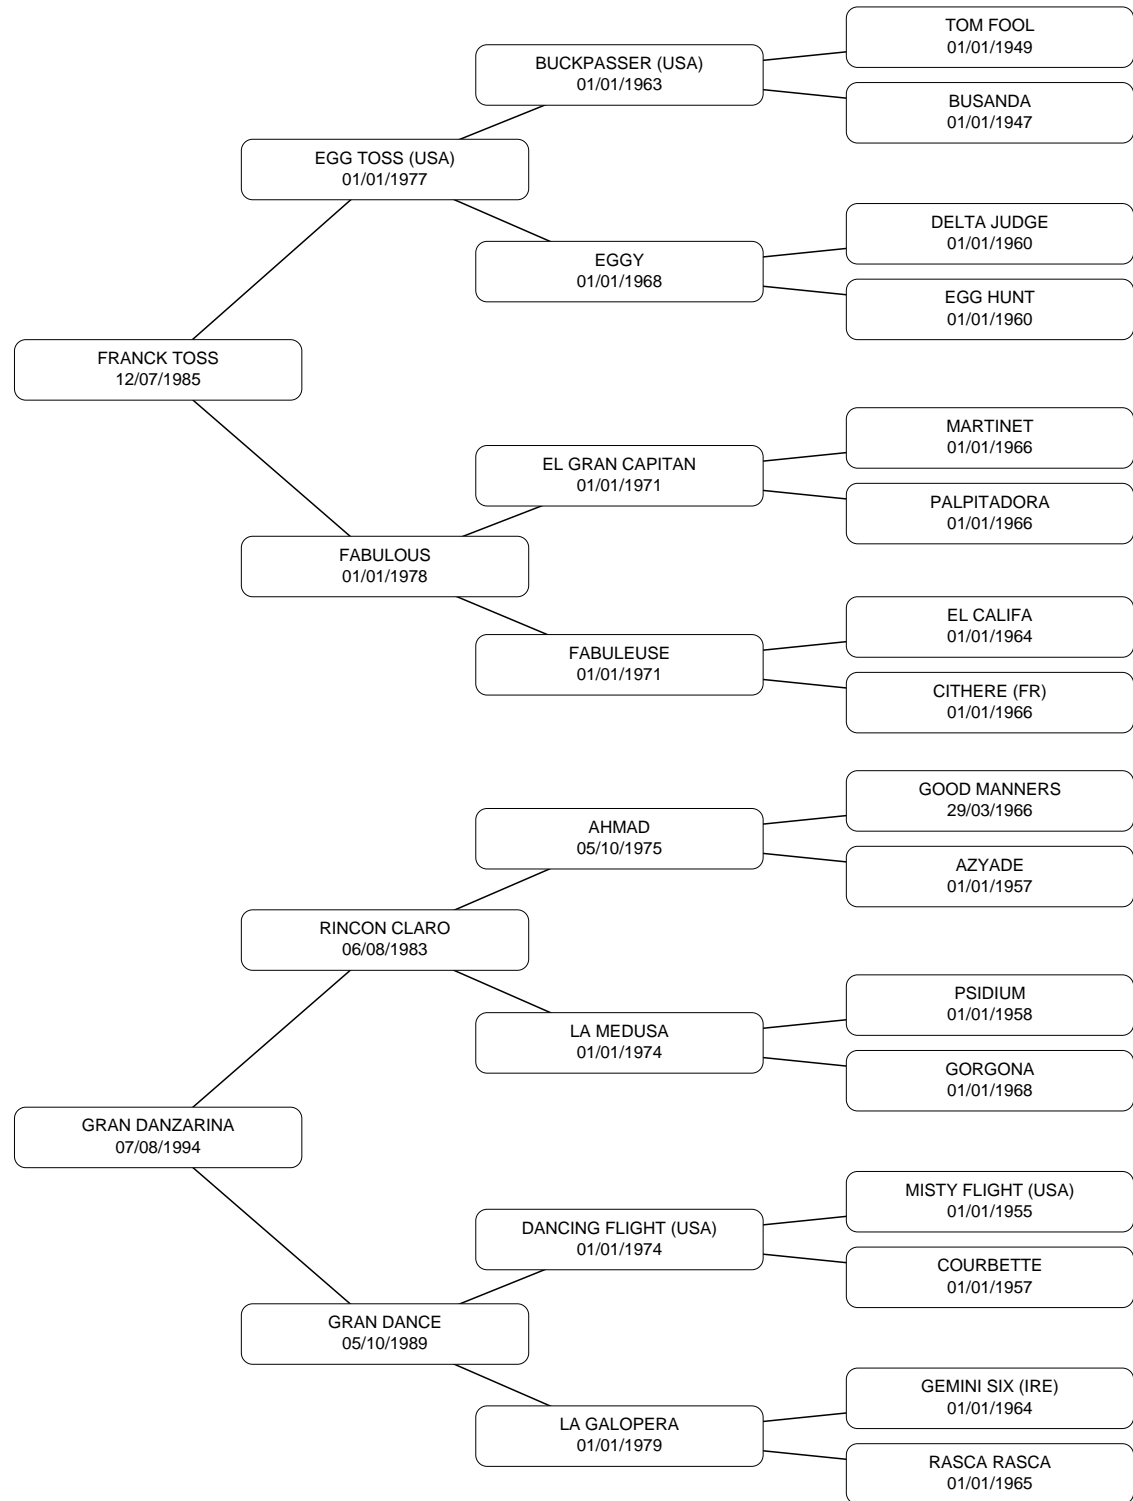 TOM FOOL
01/01/1949
BUCKPASSER (USA)
01/01/1963
BUSANDA
01/01/1947
EGG TOSS (USA)
01/01/1977
DELTA JUDGE
01/01/1960
EGGY
01/01/1968
EGG HUNT
01/01/1960
FRANCK TOSS
12/07/1985
MARTINET
01/01/1966
EL GRAN CAPITAN
01/01/1971
PALPITADORA
01/01/1966
FABULOUS
01/01/1978
EL CALIFA
01/01/1964
FABULEUSE
01/01/1971
CITHERE (FR)
01/01/1966
GOOD MANNERS
29/03/1966
AHMAD
05/10/1975
AZYADE
01/01/1957
RINCON CLARO
06/08/1983
PSIDIUM
01/01/1958
LA MEDUSA
01/01/1974
GORGONA
01/01/1968
GRAN DANZARINA
07/08/1994
MISTY FLIGHT (USA)
01/01/1955
DANCING FLIGHT (USA)
01/01/1974
COURBETTE
01/01/1957
GRAN DANCE
05/10/1989
GEMINI SIX (IRE)
01/01/1964
LA GALOPERA
01/01/1979
RASCA RASCA
01/01/1965